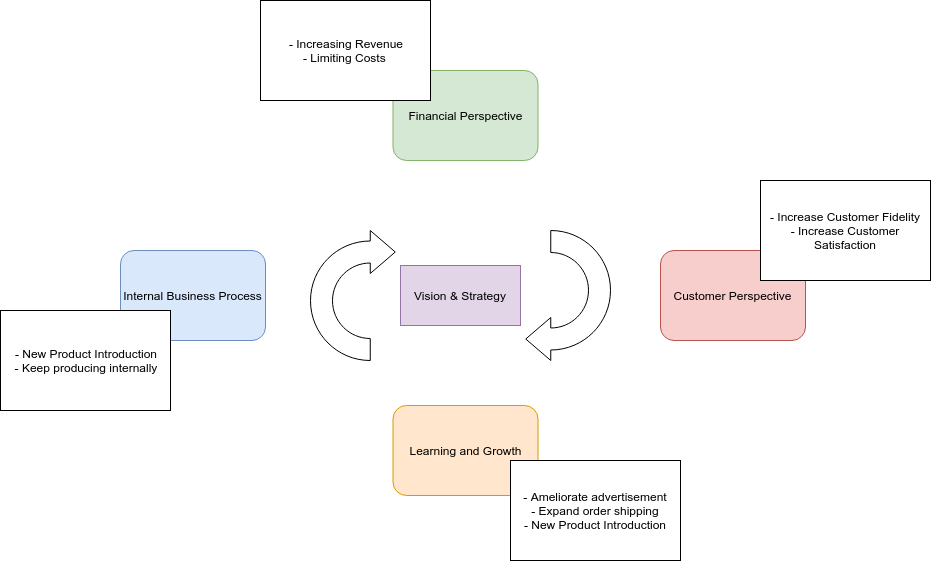 - Increasing Revenue
- Limiting Costs
Financial Perspective
- Increase Customer Fidelity
- Increase Customer
Satisfaction
Customer Perspective
Internal Business Process
- New Product Introduction
- Keep producing internally
Vision & Strategy
Learning and Growth
- Ameliorate advertisement
- Expand order shipping
- New Product Introduction